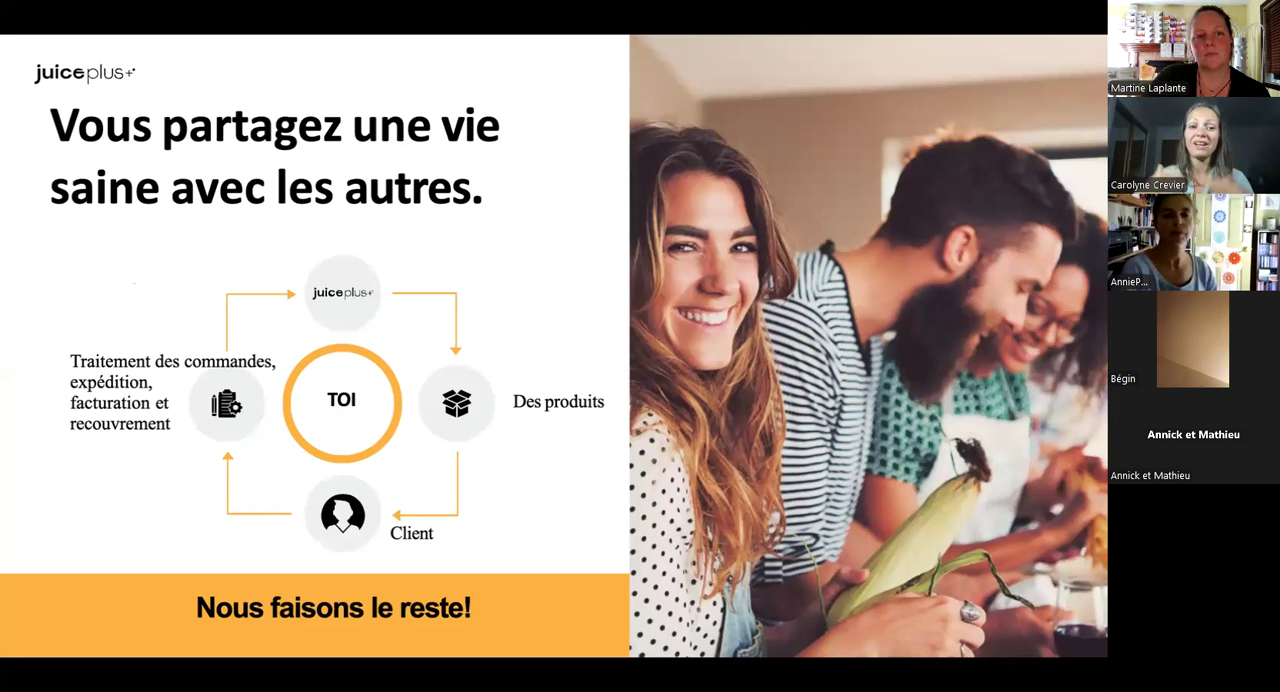 juiceplus+
Vous partagez une vie
saine avec les autres.
juiceplus+
Traitement des commandes,
expédition,
facturation et
recouvrement
TOI
Des produits
Client
Nous faisons le reste!
Martine Laplante
Carolyne Crevier
AnnieP...
Bégin
Annick et Mathieu
Annick et Mathieu